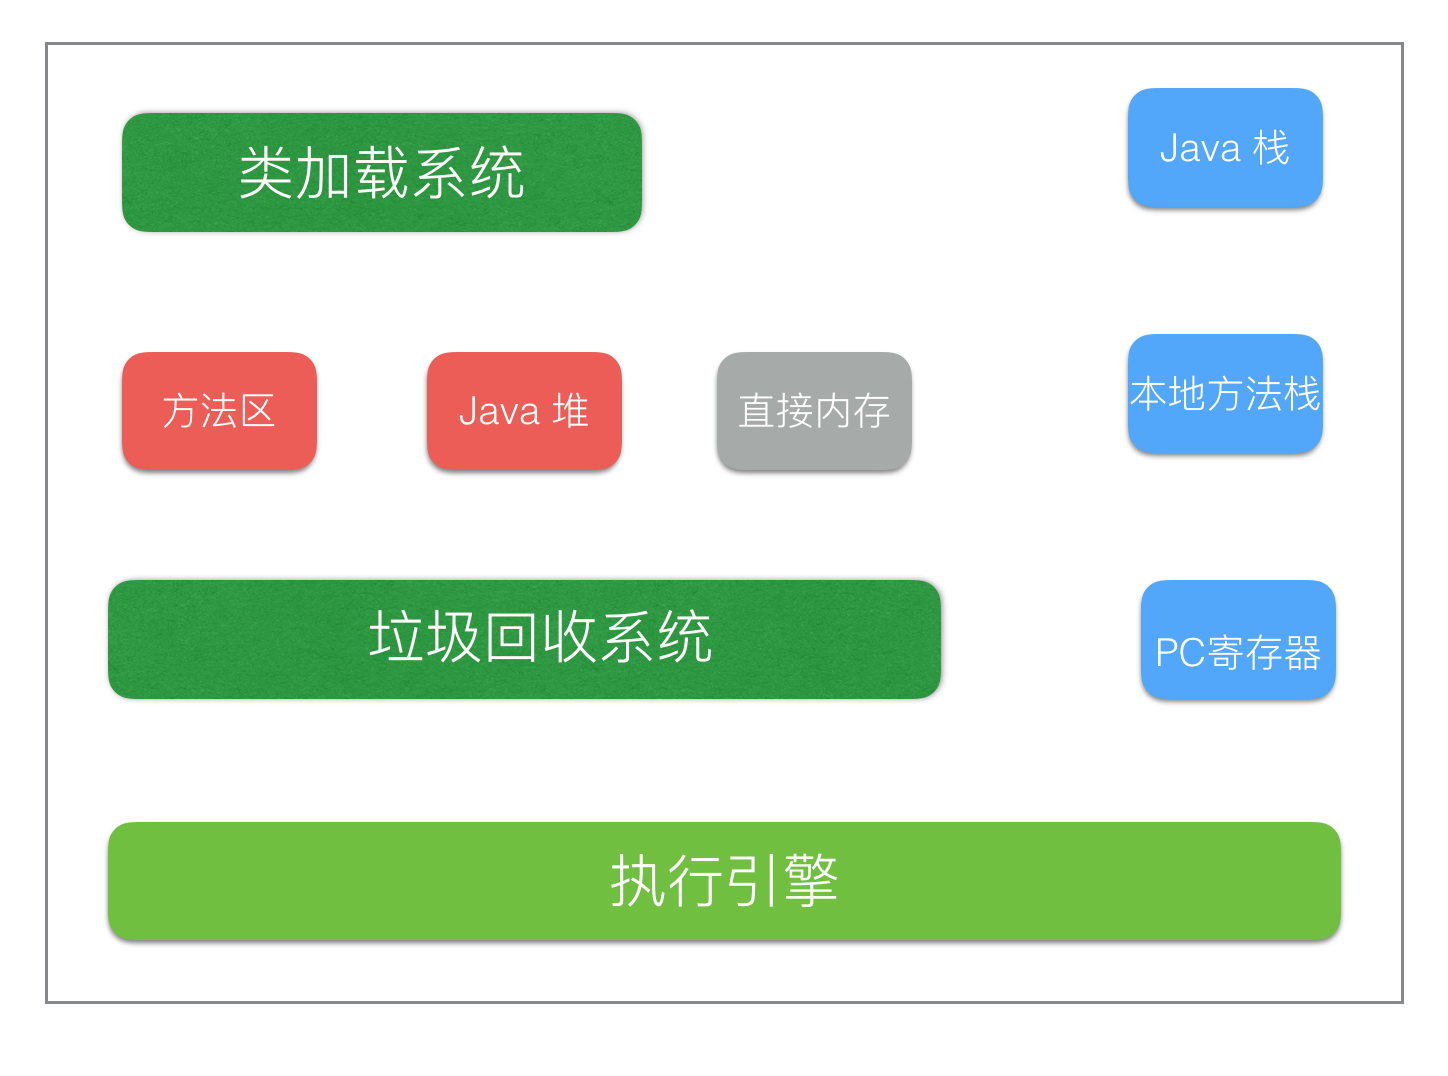 类加载系统
Java 栈
方法区
Java 堆
直接内存
本地方法栈
垃圾回收系统
PC寄存器
执行引擎